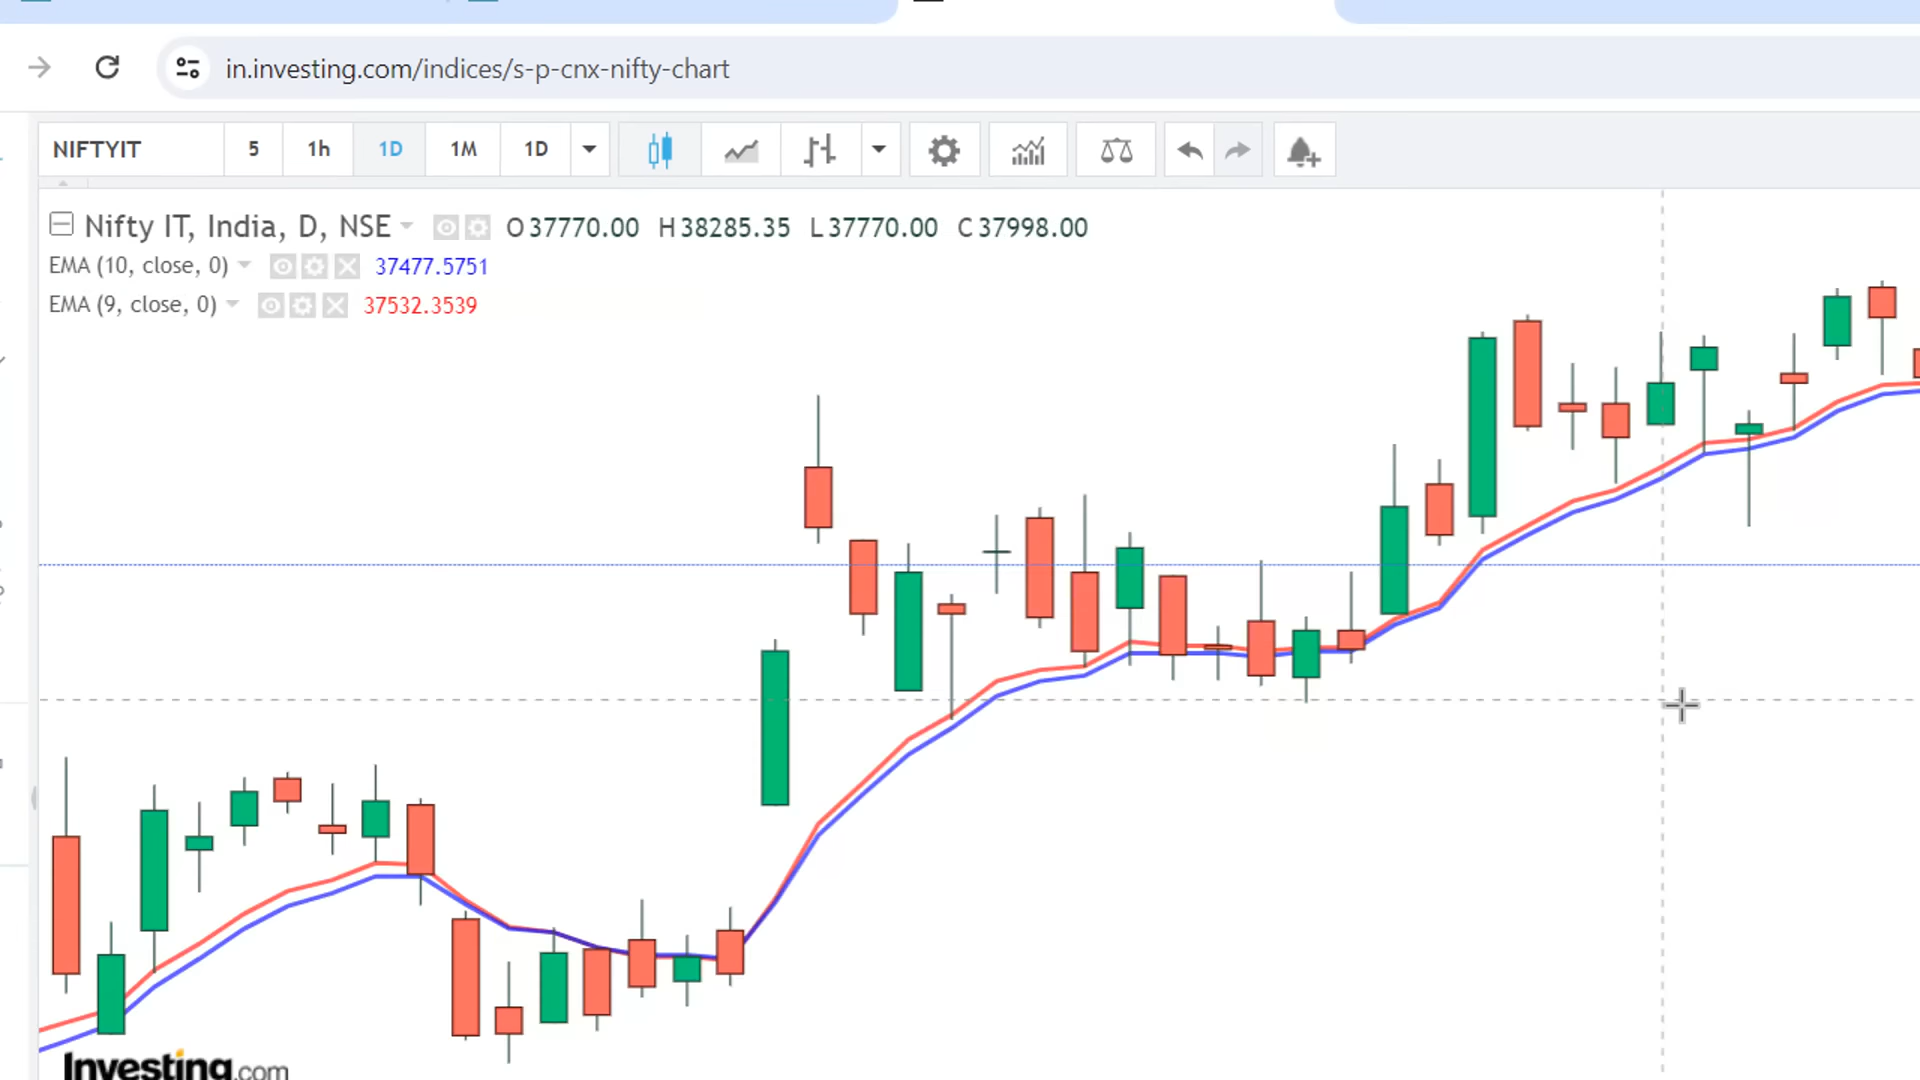 in.investing.com/indices/s-p-cnx-nifty-chart
NIFTYIT 5 1h 1D 1M 1D
Nifty IT, India, D, NSE O 37770.00 H 38285.35 L 37770.00 C 37998.00
EMA (10, close, 0) 37477.5751
EMA (9, close, 0) 37532.3539
Investing.com